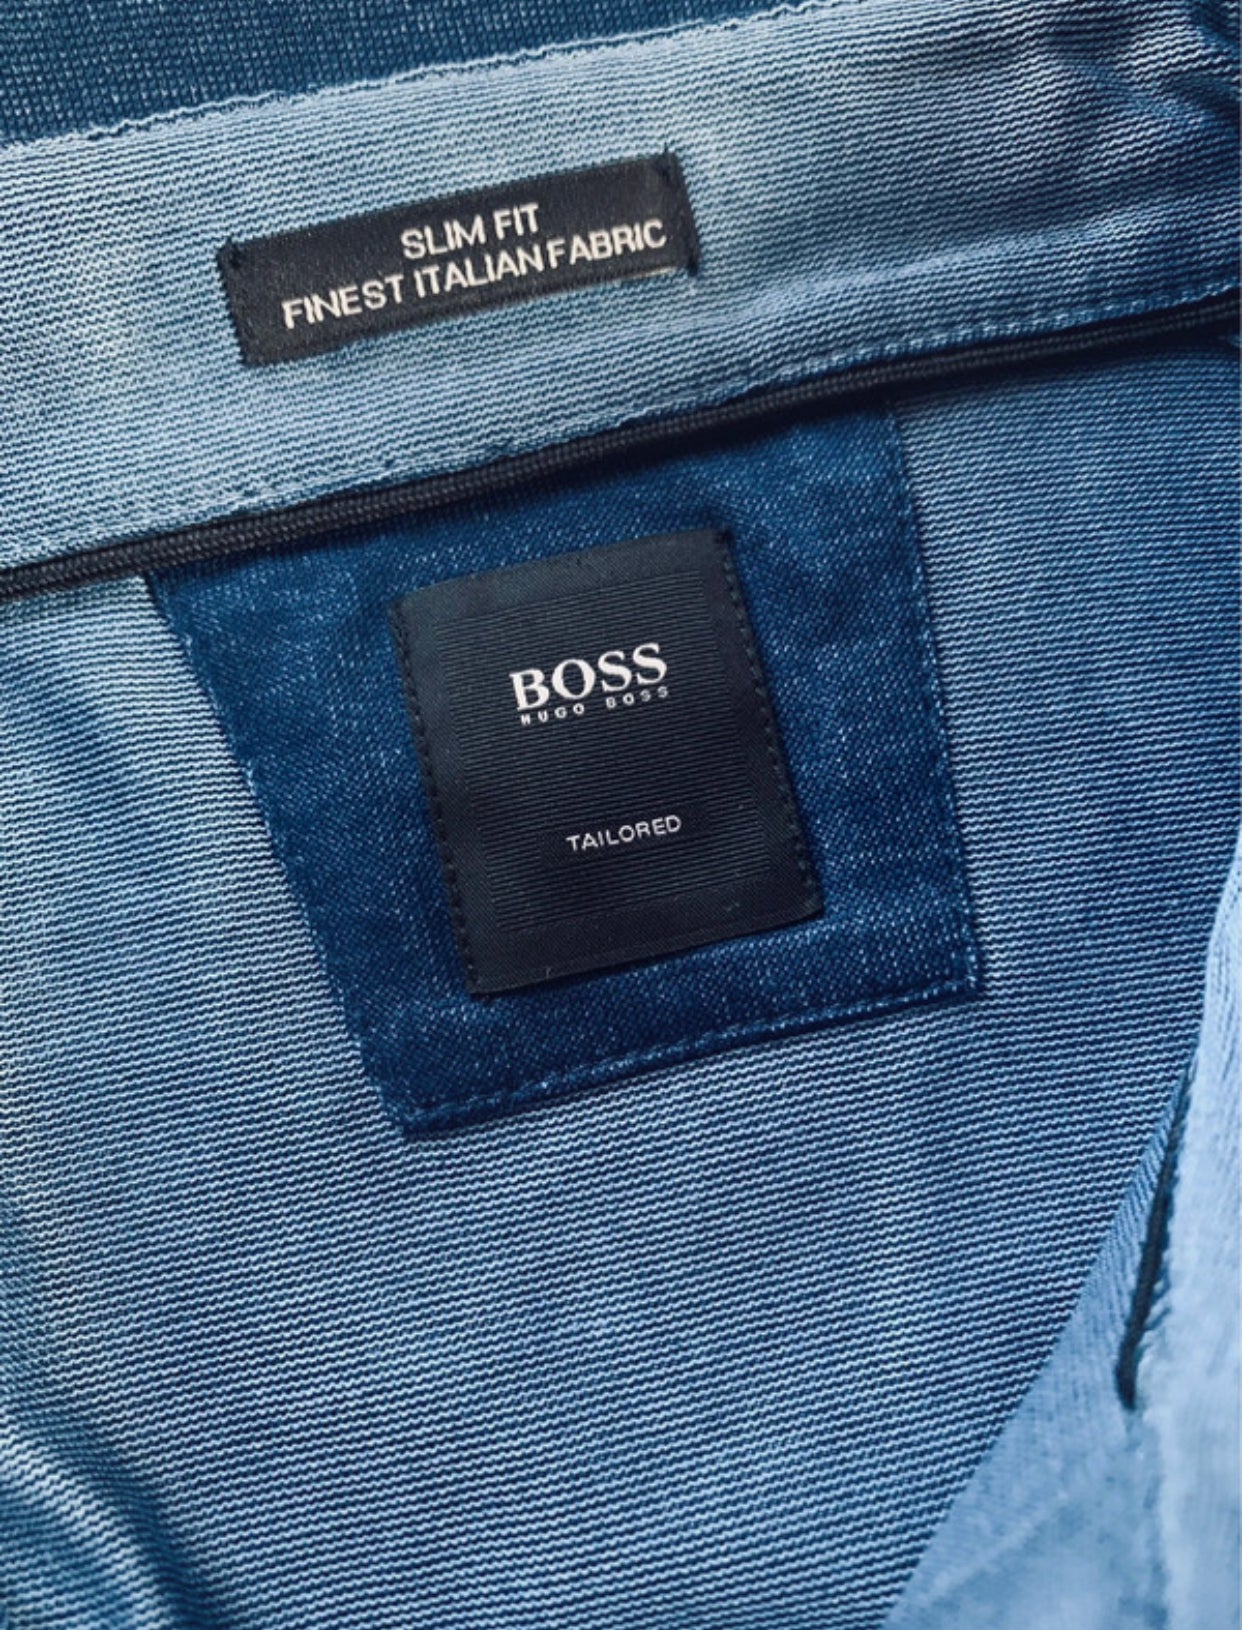 SLIM FIT
FINEST ITALIAN FABRIC
BOSS
HUGO BOSS
TAILORED